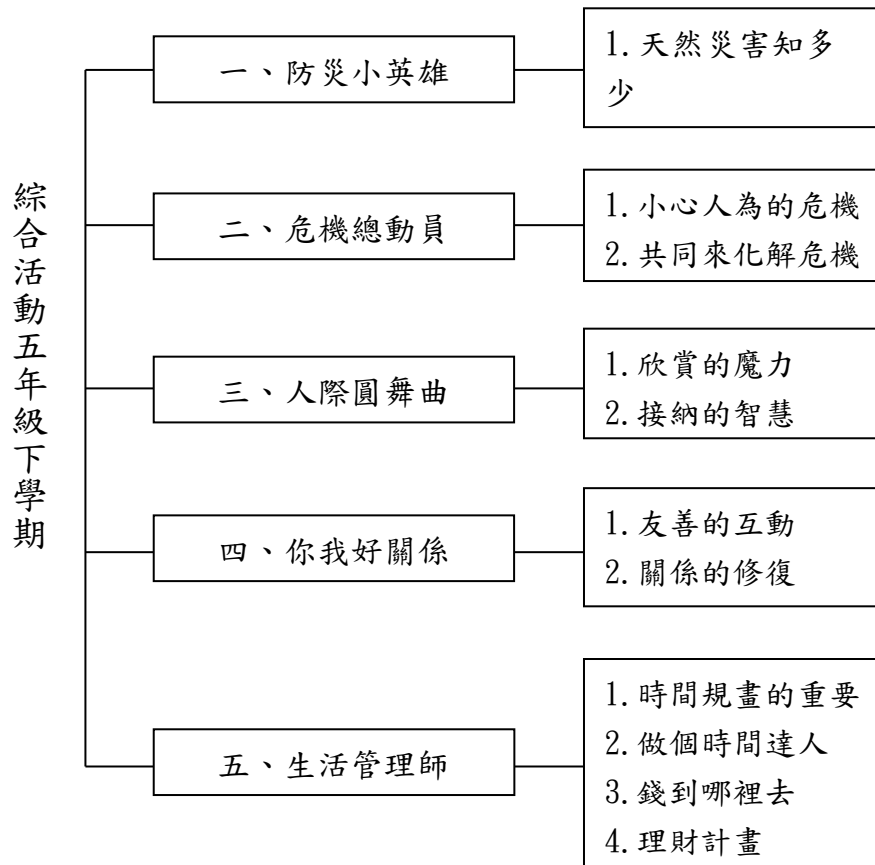 綜合活動五年級下學期
一、防災小英雄
1.天然災害知多
少
二、危機總動員
1.小心人為的危機
2.共同來化解危機
三、人際圓舞曲
1.欣賞的魔力
2.接納的智慧
四、你我好關係
1.友善的互動
2.關係的修復
五、生活管理師
1.時間規畫的重要
2.做個時間達人
3.錢到哪裡去
4.理財計畫